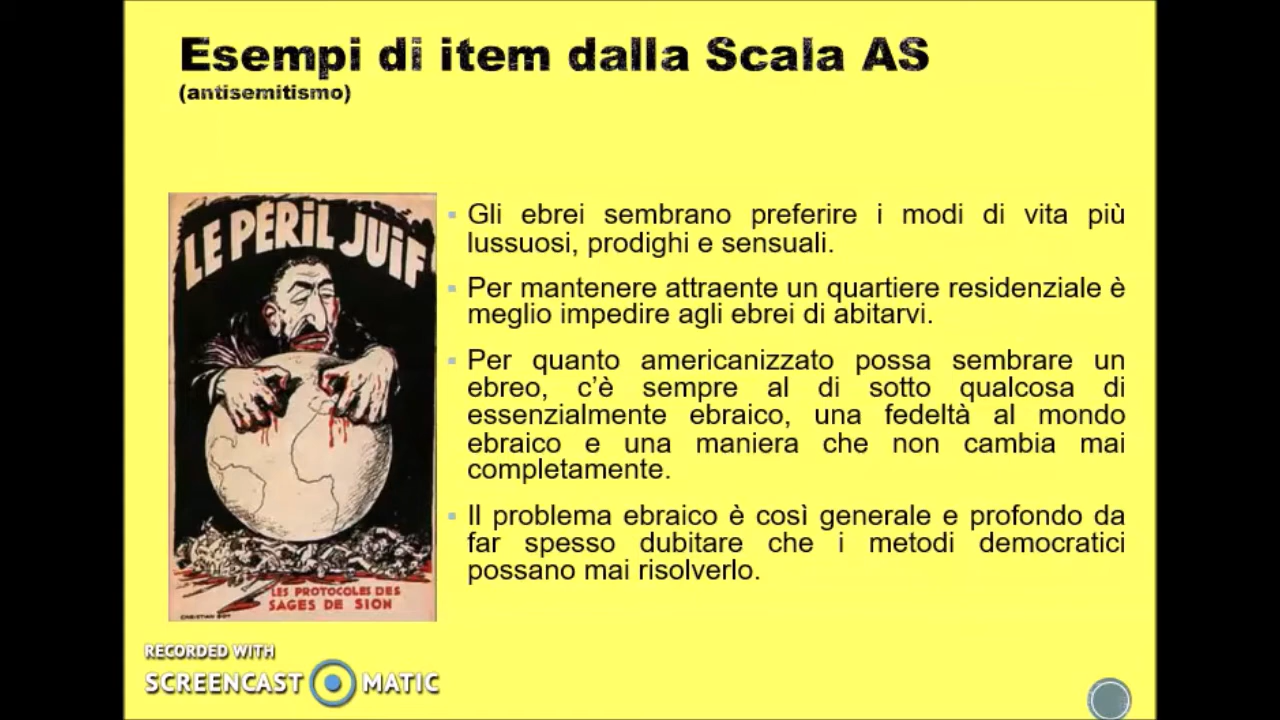 Esempi di item dalla Scala AS
(antisemitismo)
LE PÉRIL JUIF
LES PROTOCOLES DES
SAGES DE SION
Gli ebrei sembrano preferire i modi di vita più
lussuosi, prodighi e sensuali.
Per mantenere attraente un quartiere residenziale è
meglio impedire agli ebrei di abitarvi.
Per quanto americanizzato possa sembrare un
ebreo, c’è sempre al di sotto qualcosa di
essenzialmente ebraico, una fedeltà al mondo
ebraico e una maniera che non cambia mai
completamente.
Il problema ebraico è così generale e profondo da
far spesso dubitare che i metodi democratici
possano mai risolverlo.
RECORDED WITH
SCREENCAST MATIC